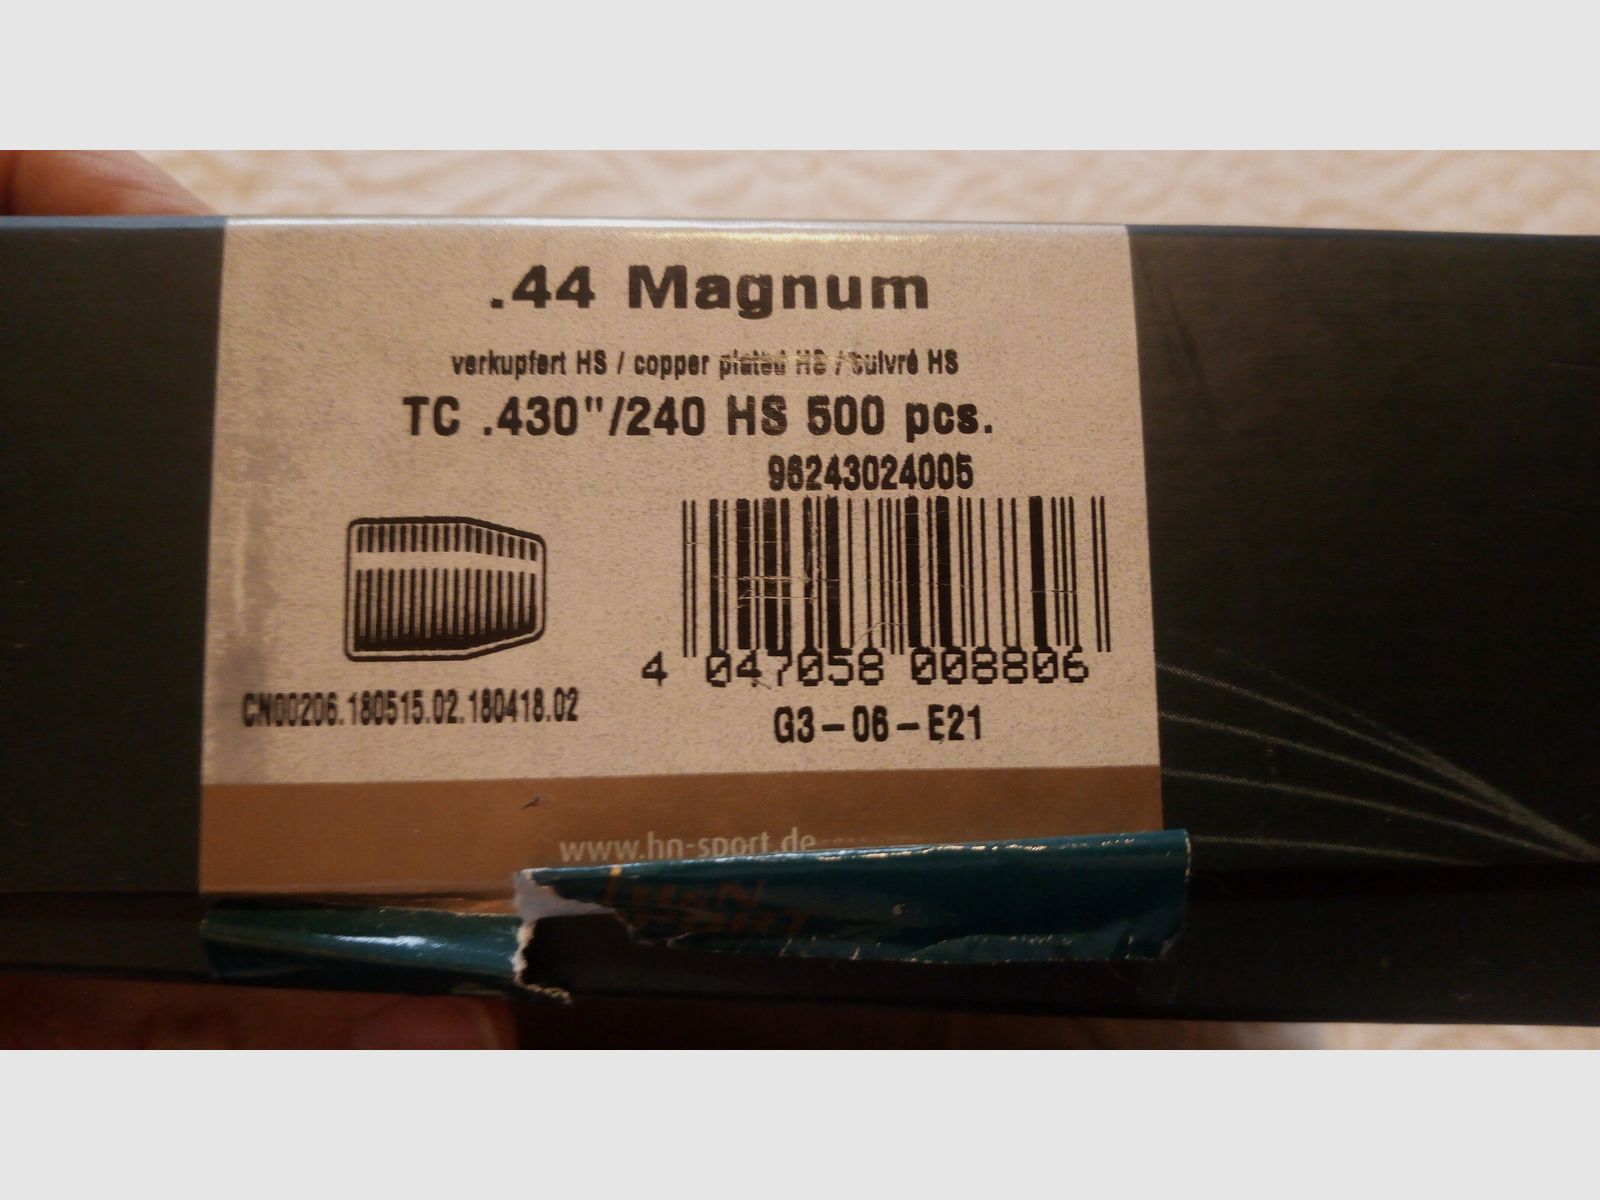 .44 Magnum
verkupfert HS / copper plated HS / cuivré HS
TC .430"/240 HS 500 pcs.
96243024005
4 047058 008806
CN00206.180515.02.180418.02
G3-06-E21
www.hn-sport.de